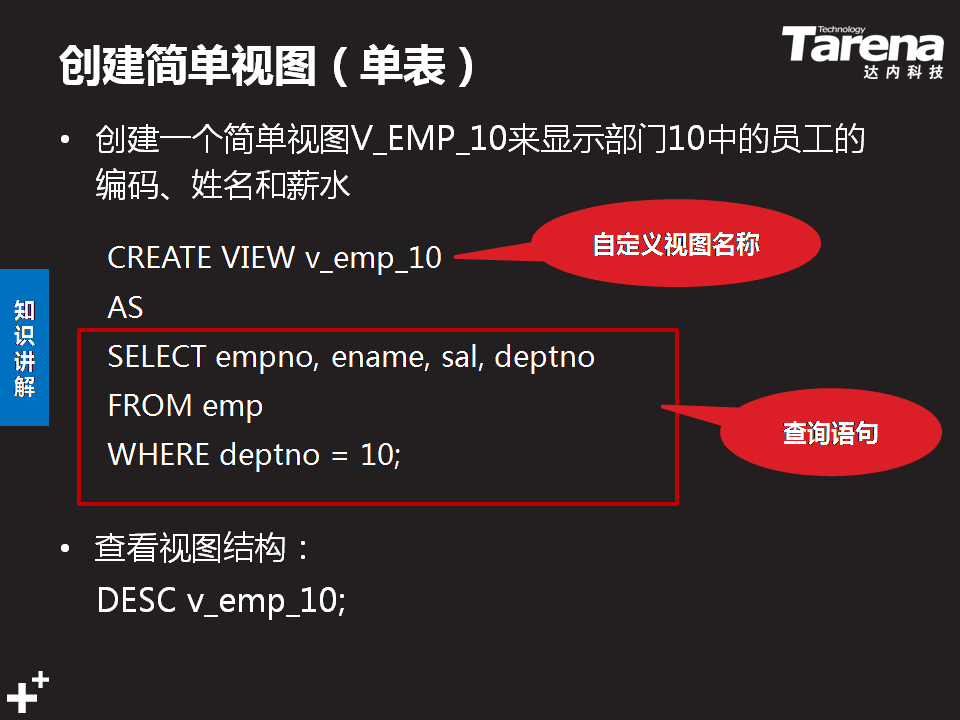 创建简单视图（单表）
Technology
Tarena
达内科技
• 创建一个简单视图V_EMP_10来显示部门10中的员工的
编码、姓名和薪水
CREATE VIEW v_emp_10
自定义视图名称
AS
SELECT empno, ename, sal, deptno
FROM emp
WHERE deptno = 10;
查询语句
知识讲解
• 查看视图结构：
DESC v_emp_10;